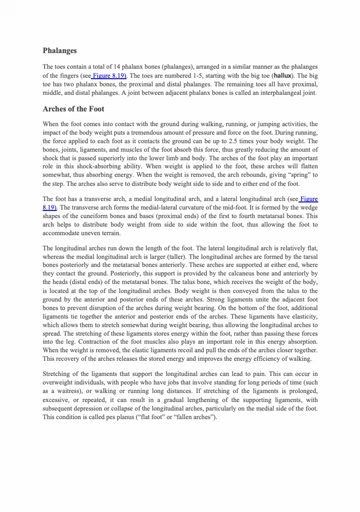 Phalanges
The toes contain a total of 14 phalanx bones (phalanges), arranged in a similar manner as the phalanges
of the fingers (see Figure 8.19). The toes are numbered 1-5, starting with the big toe (hallux). The big
toe has two phalanx bones, the proximal and distal phalanges. The remaining toes all have proximal,
middle, and distal phalanges. A joint between adjacent phalanx bones is called an interphalangeal joint.
Arches of the Foot
When the foot comes into contact with the ground during walking, running, or jumping activities, the
impact of the body weight puts a tremendous amount of pressure and force on the foot. During running,
the force applied to each foot as it contacts the ground can be up to 2.5 times your body weight. The
bones, joints, ligaments, and muscles of the foot absorb this force, thus greatly reducing the amount of
shock that is passed superiorly into the lower limb and body. The arches of the foot play an important
role in this shock-absorbing ability. When weight is applied to the foot, these arches will flatten
somewhat, thus absorbing energy. When the weight is removed, the arch rebounds, giving “spring” to
the step. The arches also serve to distribute body weight side to side and to either end of the foot.
The foot has a transverse arch, a medial longitudinal arch, and a lateral longitudinal arch (see Figure
8.19). The transverse arch forms the medial-lateral curvature of the mid-foot. It is formed by the wedge
shapes of the cuneiform bones and bases (proximal ends) of the first to fourth metatarsal bones. This
arch helps to distribute body weight from side to side within the foot, thus allowing the foot to
accommodate uneven terrain.
The longitudinal arches run down the length of the foot. The lateral longitudinal arch is relatively flat,
whereas the medial longitudinal arch is larger (taller). The longitudinal arches are formed by the tarsal
bones posteriorly and the metatarsal bones anteriorly. These arches are supported at either end, where
they contact the ground. Posteriorly, this support is provided by the calcaneus bone and anteriorly by
the heads (distal ends) of the metatarsal bones. The talus bone, which receives the weight of the body,
is located at the top of the longitudinal arches. Body weight is then conveyed from the talus to the
ground by the anterior and posterior ends of these arches. Strong ligaments unite the adjacent foot
bones to prevent disruption of the arches during weight bearing. On the bottom of the foot, additional
ligaments tie together the anterior and posterior ends of the arches. These ligaments have elasticity,
which allows them to stretch somewhat during weight bearing, thus allowing the longitudinal arches to
spread. The stretching of these ligaments stores energy within the foot, rather than passing these forces
into the leg. Contraction of the foot muscles also plays an important role in this energy absorption.
When the weight is removed, the elastic ligaments recoil and pull the ends of the arches closer together.
This recovery of the arches releases the stored energy and improves the energy efficiency of walking.
Stretching of the ligaments that support the longitudinal arches can lead to pain. This can occur in
overweight individuals, with people who have jobs that involve standing for long periods of time (such
as a waitress), or walking or running long distances. If stretching of the ligaments is prolonged,
excessive, or repeated, it can result in a gradual lengthening of the supporting ligaments, with
subsequent depression or collapse of the longitudinal arches, particularly on the medial side of the foot.
This condition is called pes planus (“flat foot” or “fallen arches”).